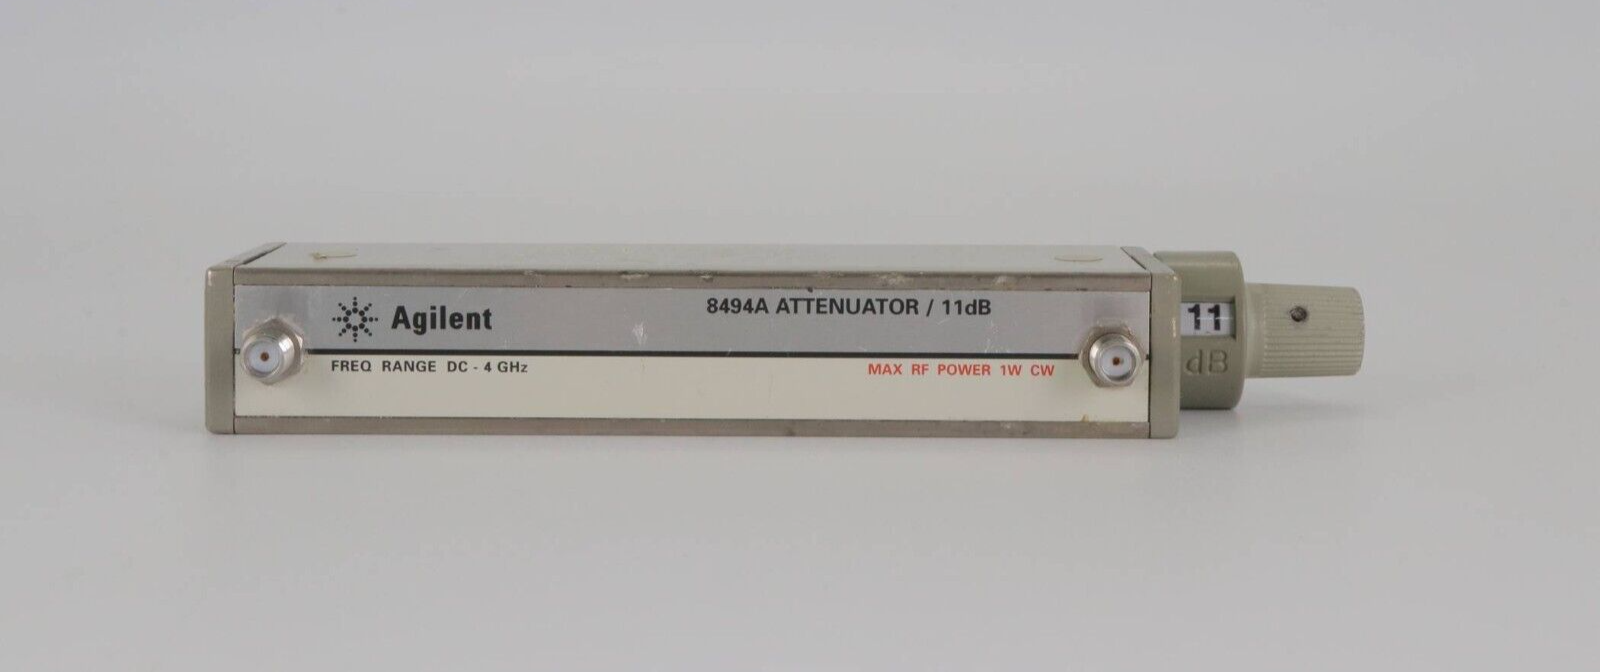 Agilent
8494A ATTENUATOR / 11dB
FREQ RANGE DC - 4 GHz
MAX RF POWER 1W CW
11
dB